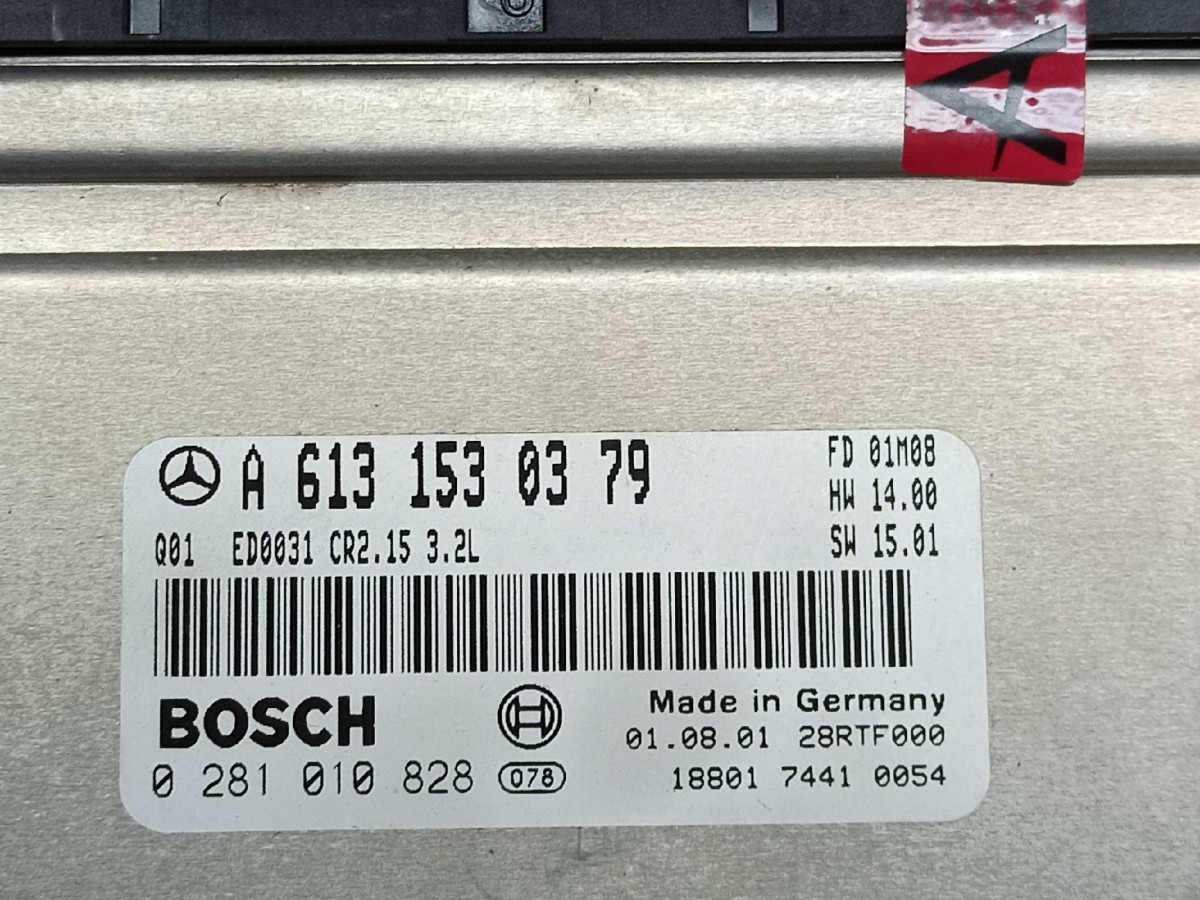 A
A 613 153 03 79
FD 01M08
HW 14.00
Q01 ED0031 CR2.15 3.2L
SW 15.01
BOSCH
Made in Germany
01.08.01 28RTF000
0 281 010 828 078
18801 7441 0054